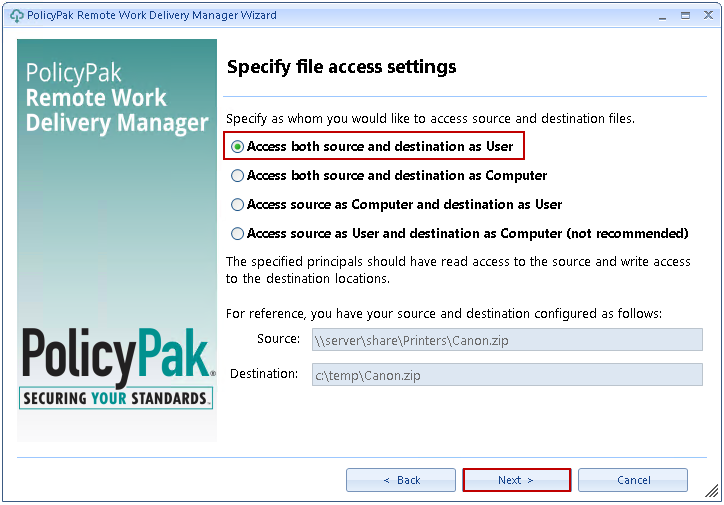 PolicyPak Remote Work Delivery Manager Wizard
PolicyPak
Remote Work
Delivery Manager
Specify file access settings
Specify as whom you would like to access source and destination files.
Access both source and destination as User
Access both source and destination as Computer
Access source as Computer and destination as User
Access source as User and destination as Computer (not recommended)
The specified principals should have read access to the source and write access
to the destination locations.
For reference, you have your source and destination configured as follows:
Source: \\server\share\Printers\Canon.zip
Destination: c:\temp\Canon.zip
PolicyPak®
SECURING YOUR STANDARDS™
< Back
Next >
Cancel